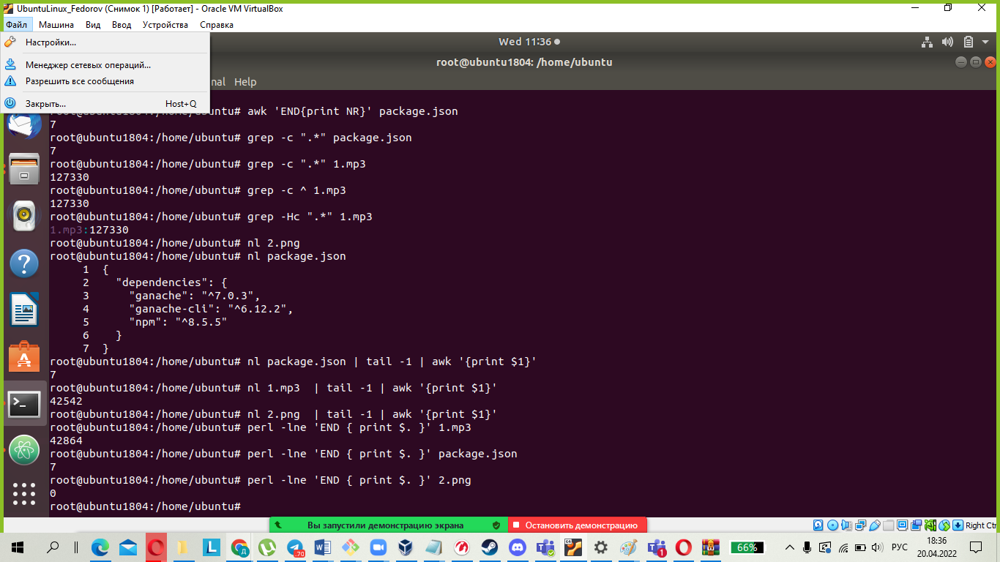 UbuntuLinux_Fedorov (Снимок 1) [Работает] - Oracle VM VirtualBox
Файл Машина Вид Ввод Устройства Справка
Настройки...
Менеджер сетевых операций...
Разрешить все сообщения
Закрыть... Host+Q
Wed 11:36
root@ubuntu1804: /home/ubuntu
nal Help
root@ubuntu1804:/home/ubuntu# awk 'END{print NR}' package.json
7
root@ubuntu1804:/home/ubuntu# grep -c ".*" package.json
7
root@ubuntu1804:/home/ubuntu# grep -c ".*" 1.mp3
127330
root@ubuntu1804:/home/ubuntu# grep -c ^ 1.mp3
127330
root@ubuntu1804:/home/ubuntu# grep -Hc ".*" 1.mp3
1.mp3:127330
root@ubuntu1804:/home/ubuntu# nl 2.png
root@ubuntu1804:/home/ubuntu# nl package.json
1 {
2 "dependencies": {
3 "ganache": "^7.0.3",
4 "ganache-cli": "^6.12.2",
5 "npm": "^8.5.5"
6 }
7 }
root@ubuntu1804:/home/ubuntu# nl package.json | tail -1 | awk '{print $1}'
7
root@ubuntu1804:/home/ubuntu# nl 1.mp3  | tail -1 | awk '{print $1}'
42542
root@ubuntu1804:/home/ubuntu# nl 2.png  | tail -1 | awk '{print $1}'
root@ubuntu1804:/home/ubuntu# perl -lne 'END { print $. }' 1.mp3
42864
root@ubuntu1804:/home/ubuntu# perl -lne 'END { print $. }' package.json
7
root@ubuntu1804:/home/ubuntu# perl -lne 'END { print $. }' 2.png
0
root@ubuntu1804:/home/ubuntu#
Вы запустили демонстрацию экрана Остановить демонстрацию
Right Ctr
66% РУС 18:36
20.04.2022